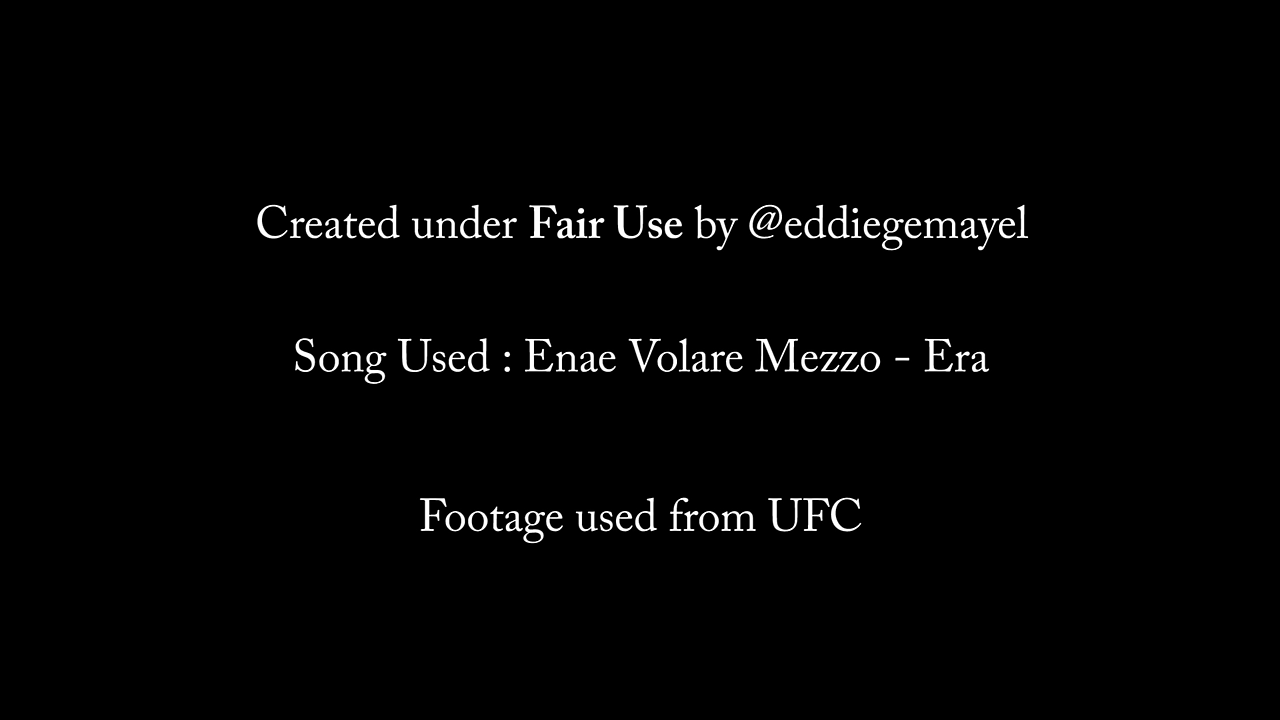 Created under Fair Use by @eddiegemayel
Song Used : Enae Volare Mezzo - Era
Footage used from UFC